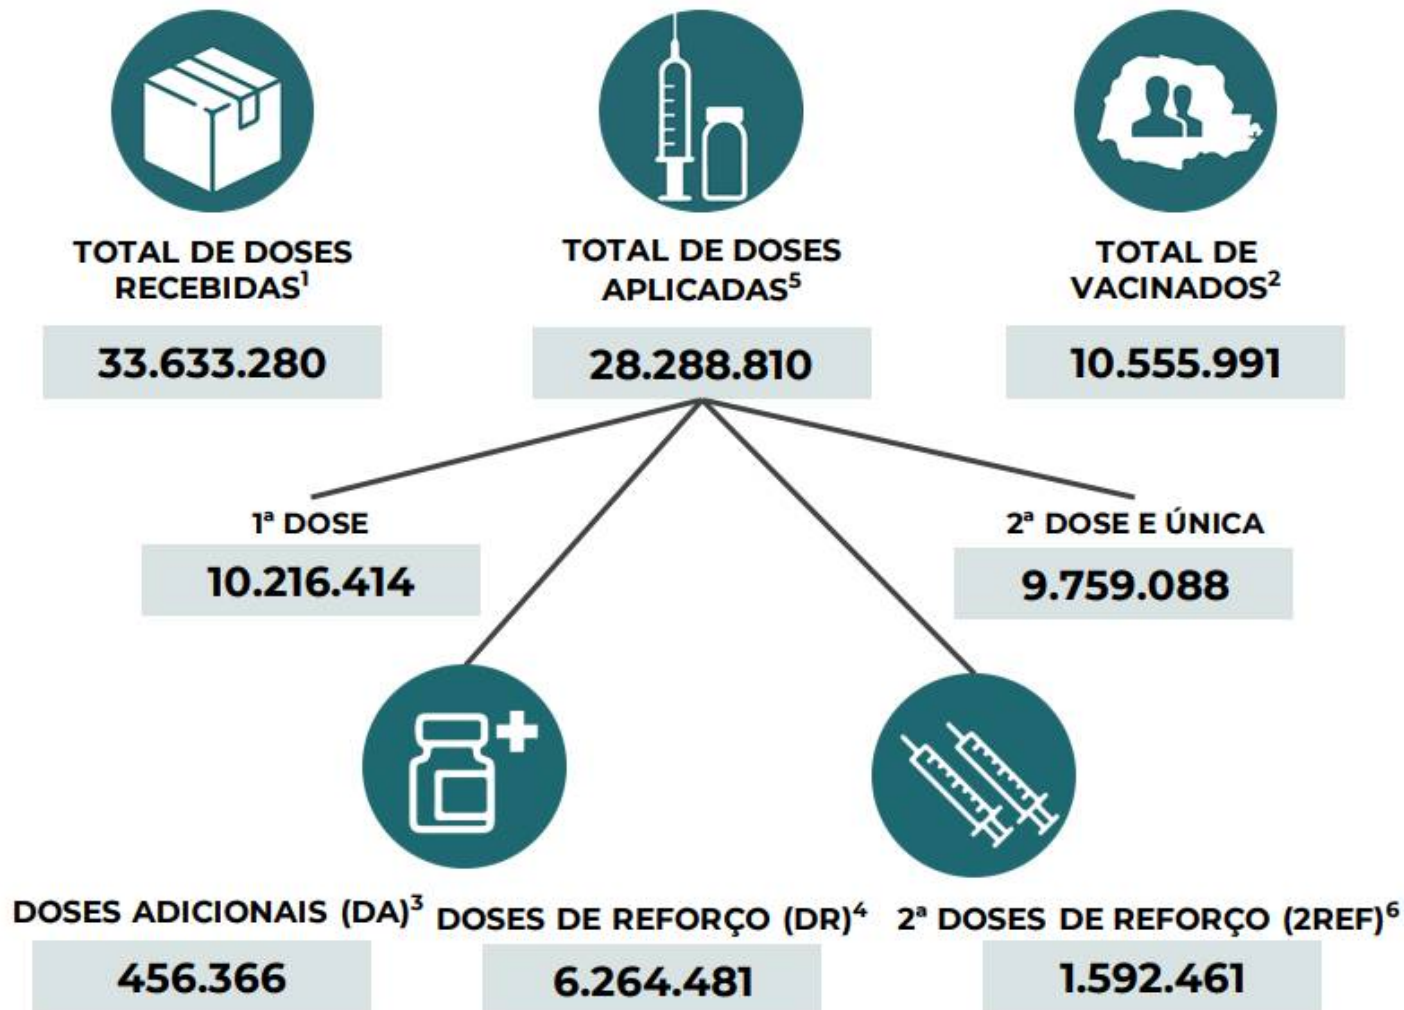 TOTAL DE DOSES
RECEBIDAS¹
33.633.280
TOTAL DE DOSES
APLICADAS⁵
28.288.810
TOTAL DE
VACINADOS²
10.555.991
1ª DOSE
10.216.414
2ª DOSE E ÚNICA
9.759.088
DOSES ADICIONAIS (DA)³
456.366
DOSES DE REFORÇO (DR)⁴
6.264.481
2ª DOSES DE REFORÇO (2REF)⁶
1.592.461